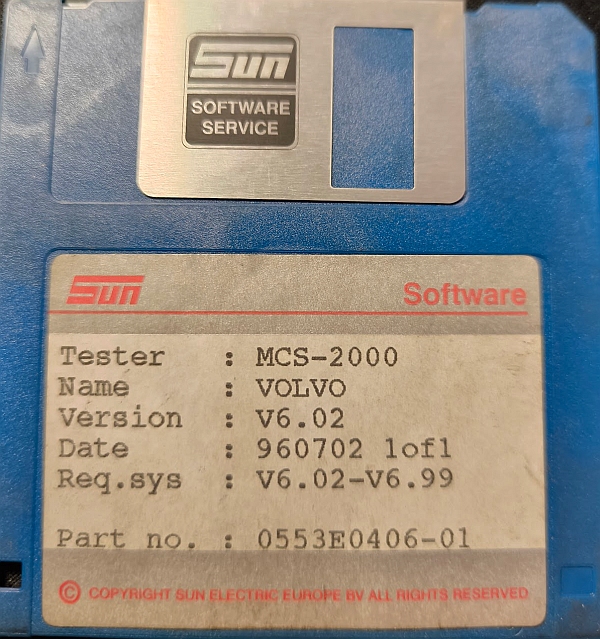 Sun
SOFTWARE
SERVICE
Sun Software
Tester : MCS-2000
Name : VOLVO
Version : V6.02
Date : 960702 1of1
Req.sys : V6.02-V6.99
Part no. : 0553E0406-01
© COPYRIGHT SUN ELECTRIC EUROPE BV ALL RIGHTS RESERVED